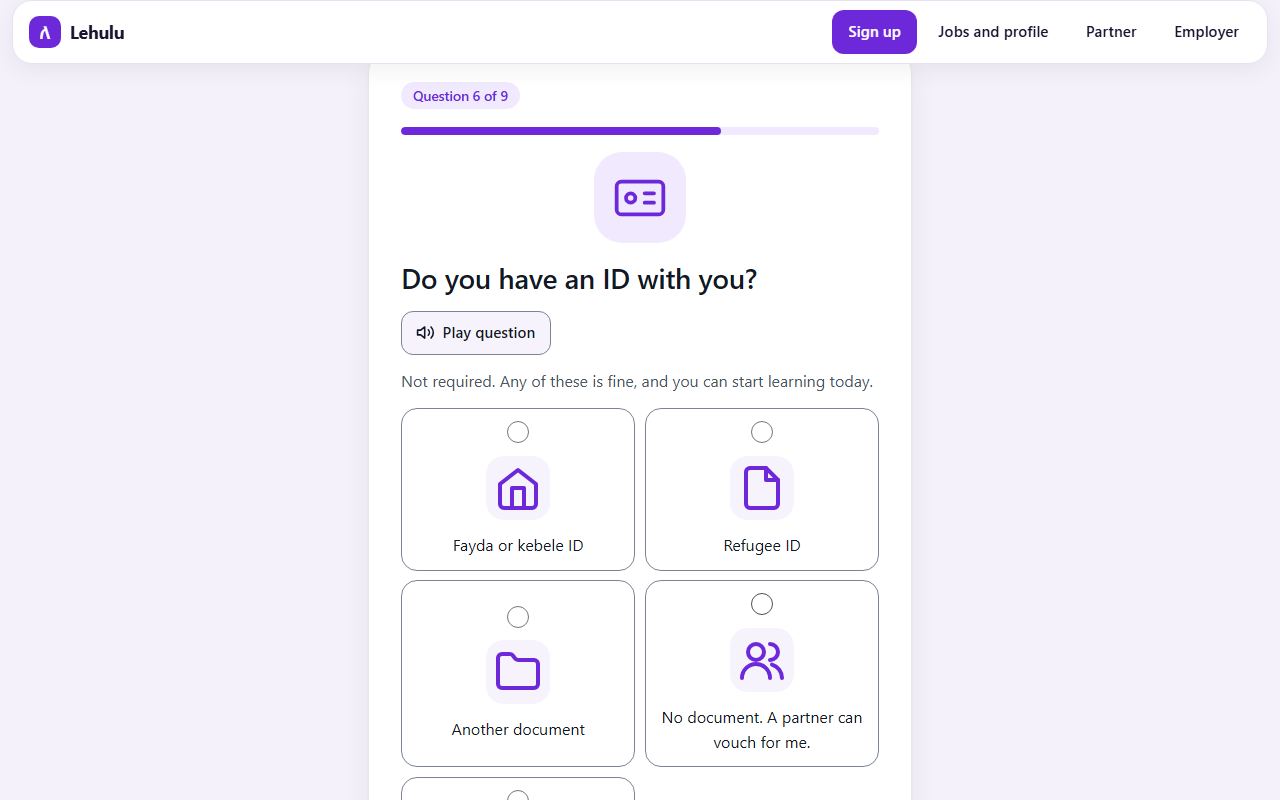 Lehulu
Sign up
Jobs and profile
Partner
Employer
Question 6 of 9
Do you have an ID with you?
Play question
Not required. Any of these is fine, and you can start learning today.
Fayda or kebele ID
Refugee ID
Another document
No document. A partner can
vouch for me.